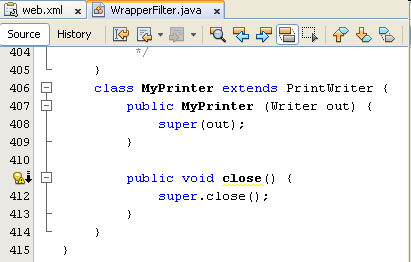 web.xml WrapperFilter.java
Source History
404 */
405 }
406 class MyPrinter extends PrintWriter {
407 public MyPrinter (Writer out) {
408 super(out);
409 }
410
public void close() {
412 super.close();
413 }
414 }
415 }